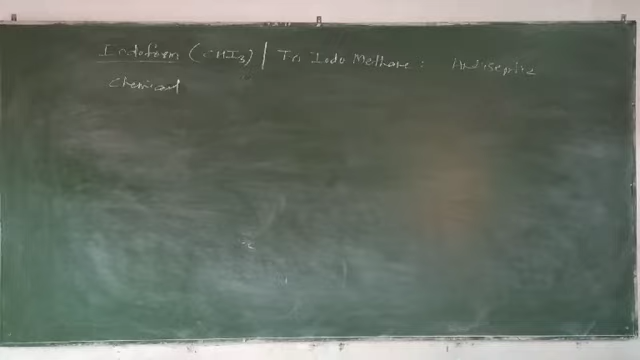 Iodoform (CHI3) | Tri Iodo Methane : Antiseptic
Chemical